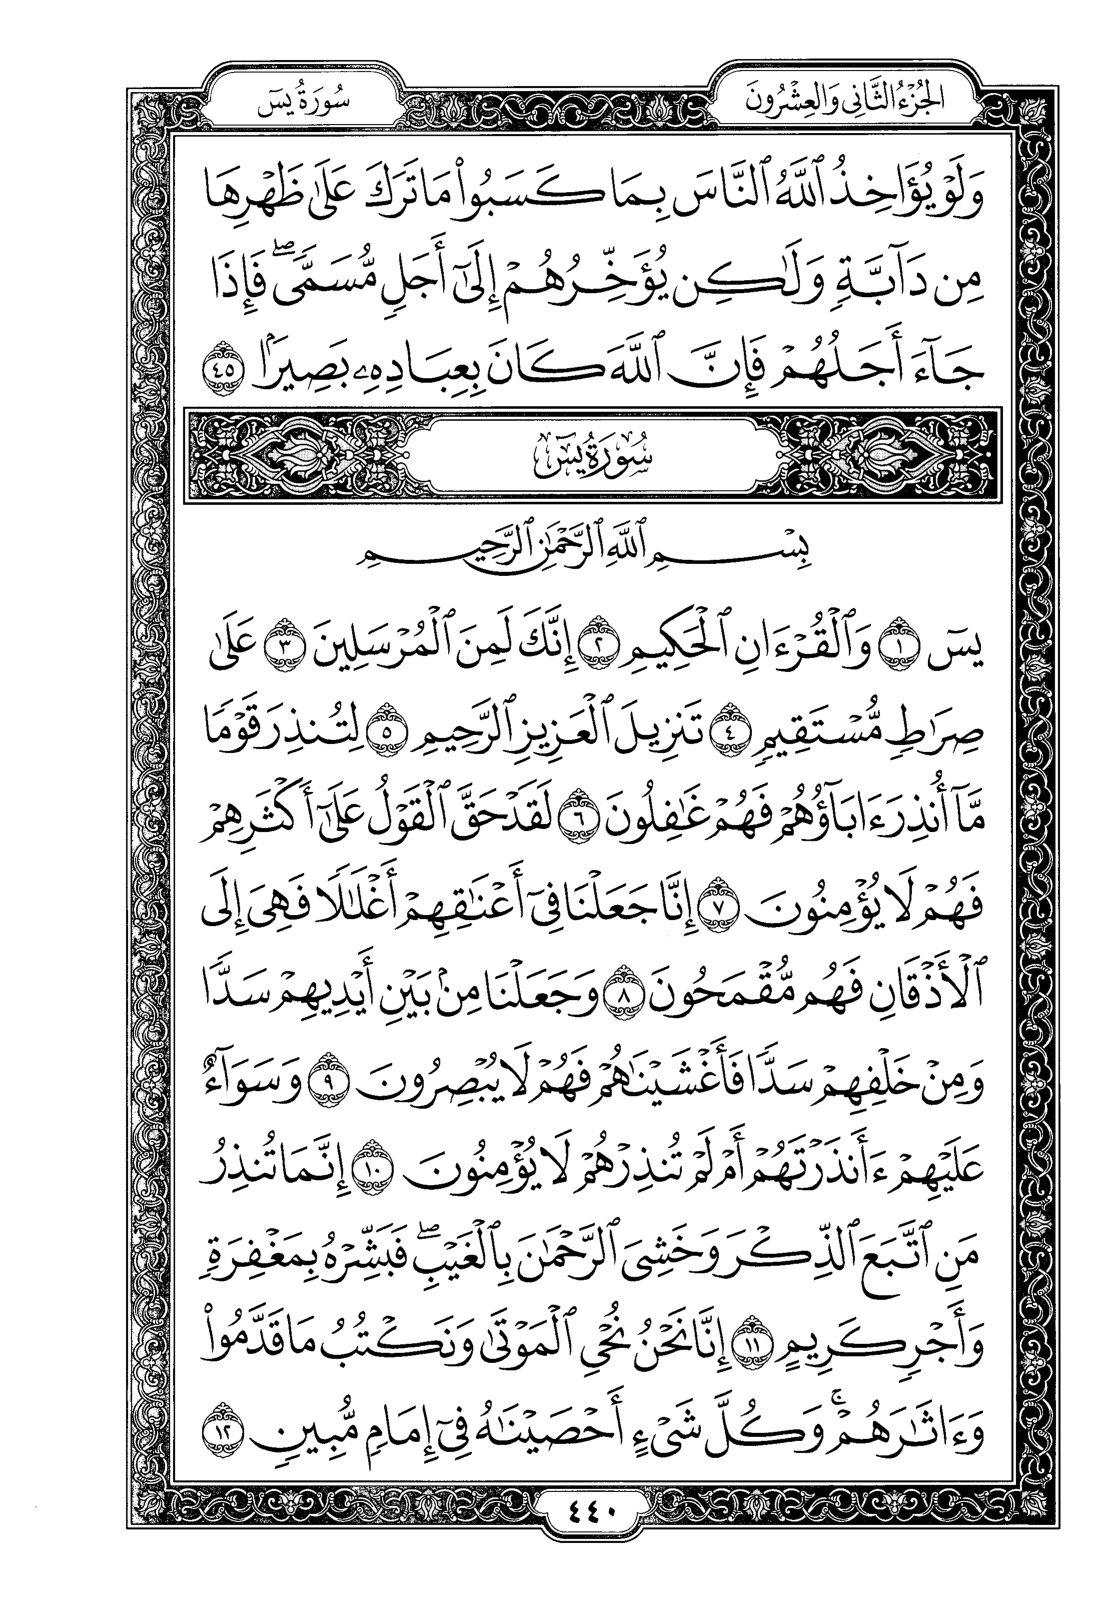 الجُزْءُ الثَّانِي وَالعِشْرُونَ
سُورَةُ يسٓ
وَلَوْ يُؤَاخِذُ ٱللَّهُ ٱلنَّاسَ بِمَا كَسَبُوا۟ مَا تَرَكَ عَلَىٰ ظَهْرِهَا
مِن دَآبَّةٍ وَلَٰكِن يُؤَخِّرُهُمْ إِلَىٰٓ أَجَلٍ مُّسَمًّى ۖ فَإِذَا
جَآءَ أَجَلُهُمْ فَإِنَّ ٱللَّهَ كَانَ بِعِبَادِهِۦ بَصِيرًۢا ٤٥
سُورَةُ يسٓ
بِسْمِ ٱللَّهِ ٱلرَّحْمَٰنِ ٱلرَّحِيمِ
يسٓ ١ وَٱلْقُرْءَانِ ٱلْحَكِيمِ ٢ إِنَّكَ لَمِنَ ٱلْمُرْسَلِينَ ٣ عَلَىٰ
صِرَٰطٍ مُّسْتَقِيمٍ ٤ تَنزِيلَ ٱلْعَزِيزِ ٱلرَّحِيمِ ٥ لِتُنذِرَ قَوْمًا
مَّآ أُنذِرَ ءَابَآؤُهُمْ فَهُمْ غَٰفِلُونَ ٦ لَقَدْ حَقَّ ٱلْقَوْلُ عَلَىٰٓ أَكْثَرِهِمْ
فَهُمْ لَا يُؤْمِنُونَ ٧ إِنَّا جَعَلْنَا فِىٓ أَعْنَٰقِهِمْ أَغْلَٰلًا فَهِىَ إِلَى
ٱلْأَذْقَانِ فَهُم مُّقْمَحُونَ ٨ وَجَعَلْنَا مِنۢ بَيْنِ أَيْدِيهِمْ سَدًّا
وَمِنْ خَلْفِهِمْ سَدًّا فَأَغْشَيْنَٰهُمْ فَهُمْ لَا يُبْصِرُونَ ٩ وَسَوَآءٌ
عَلَيْهِمْ ءَأَنذَرْتَهُمْ أَمْ لَمْ تُنذِرْهُمْ لَا يُؤْمِنُونَ ١٠ إِنَّمَا تُنذِرُ
مَنِ ٱتَّبَعَ ٱلذِّكْرَ وَخَشِىَ ٱلرَّحْمَٰنَ بِٱلْغَيْبِ ۖ فَبَشِّرْهُ بِمَغْفِرَةٍ
وَأَجْرٍ كَرِيمٍ ١١ إِنَّا نَحْنُ نُحْىِ ٱلْمَوْتَىٰ وَنَكْتُبُ مَا قَدَّمُوا۟
وَءَاثَٰرَهُمْ ۚ وَكُلَّ شَىْءٍ أَحْصَيْنَٰهُ فِىٓ إِمَامٍ مُّبِينٍ ١٢
٤٤٠